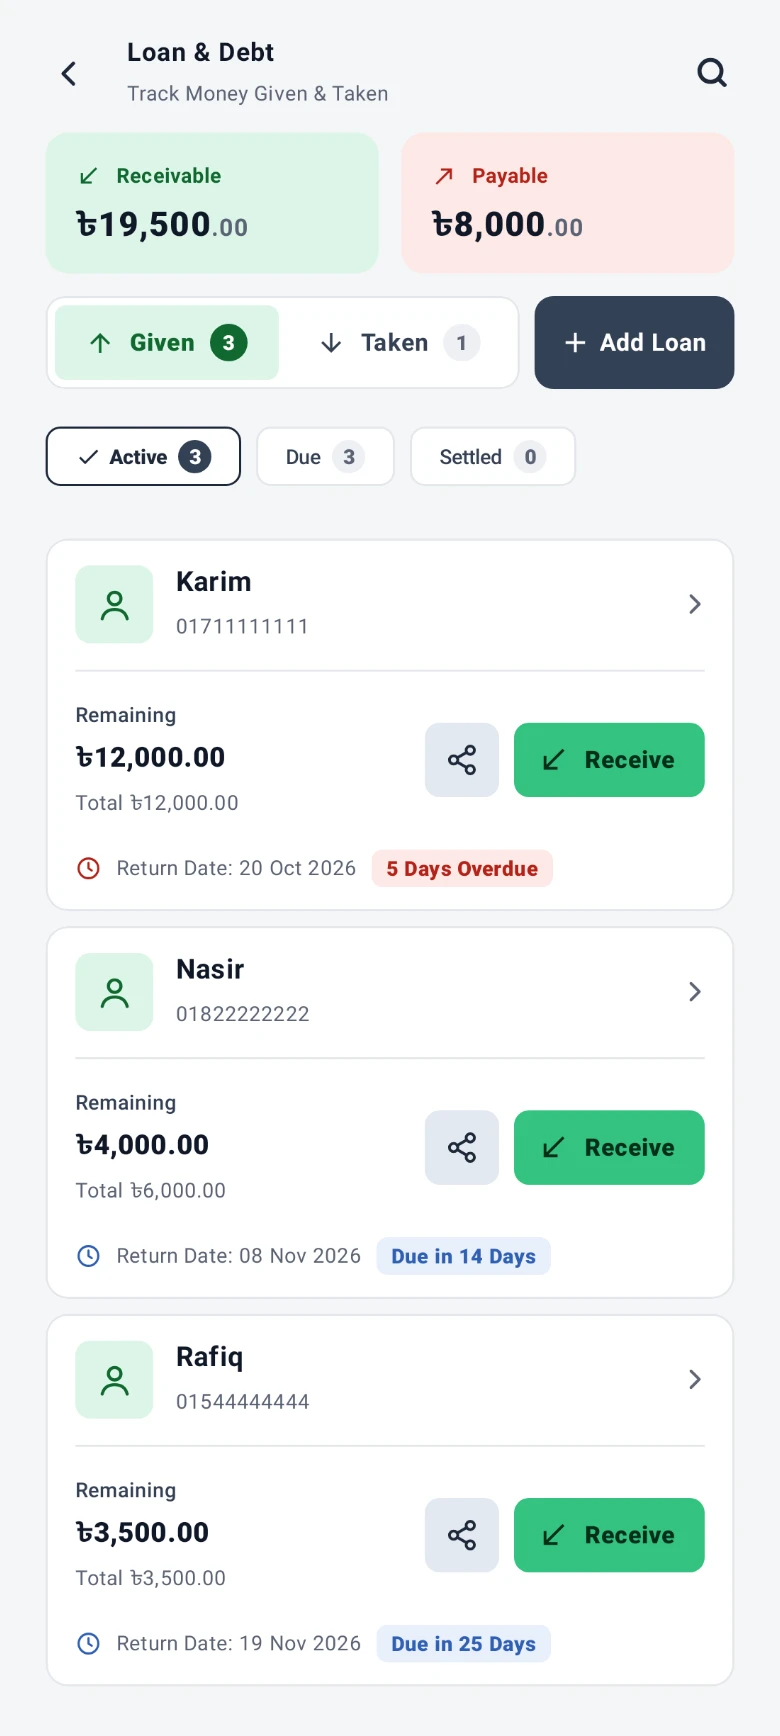 Loan & Debt
Track Money Given & Taken
Receivable
৳19,500.00
Payable
৳8,000.00
Given 3
Taken 1
+ Add Loan
Active 3
Due 3
Settled 0
Karim
01711111111
Remaining
৳12,000.00
Total ৳12,000.00
Receive
Return Date: 20 Oct 2026
5 Days Overdue
Nasir
01822222222
Remaining
৳4,000.00
Total ৳6,000.00
Receive
Return Date: 08 Nov 2026
Due in 14 Days
Rafiq
01544444444
Remaining
৳3,500.00
Total ৳3,500.00
Receive
Return Date: 19 Nov 2026
Due in 25 Days